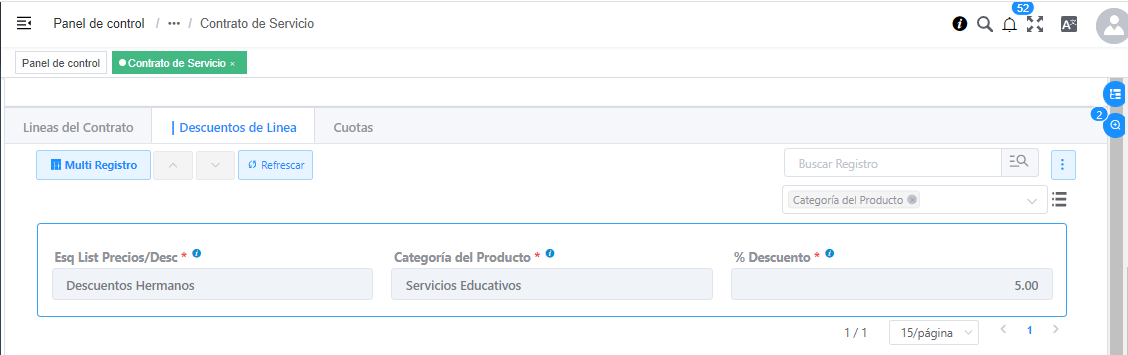 52
Panel de control / ••• / Contrato de Servicio
Panel de control
Contrato de Servicio ×
2
Lineas del Contrato
Descuentos de Linea
Cuotas
Multi Registro
Refrescar
Buscar Registro
Categoría del Producto
Esq List Precios/Desc *
Categoría del Producto *
% Descuento *
Descuentos Hermanos
Servicios Educativos
5.00
1 / 1
15/página
1